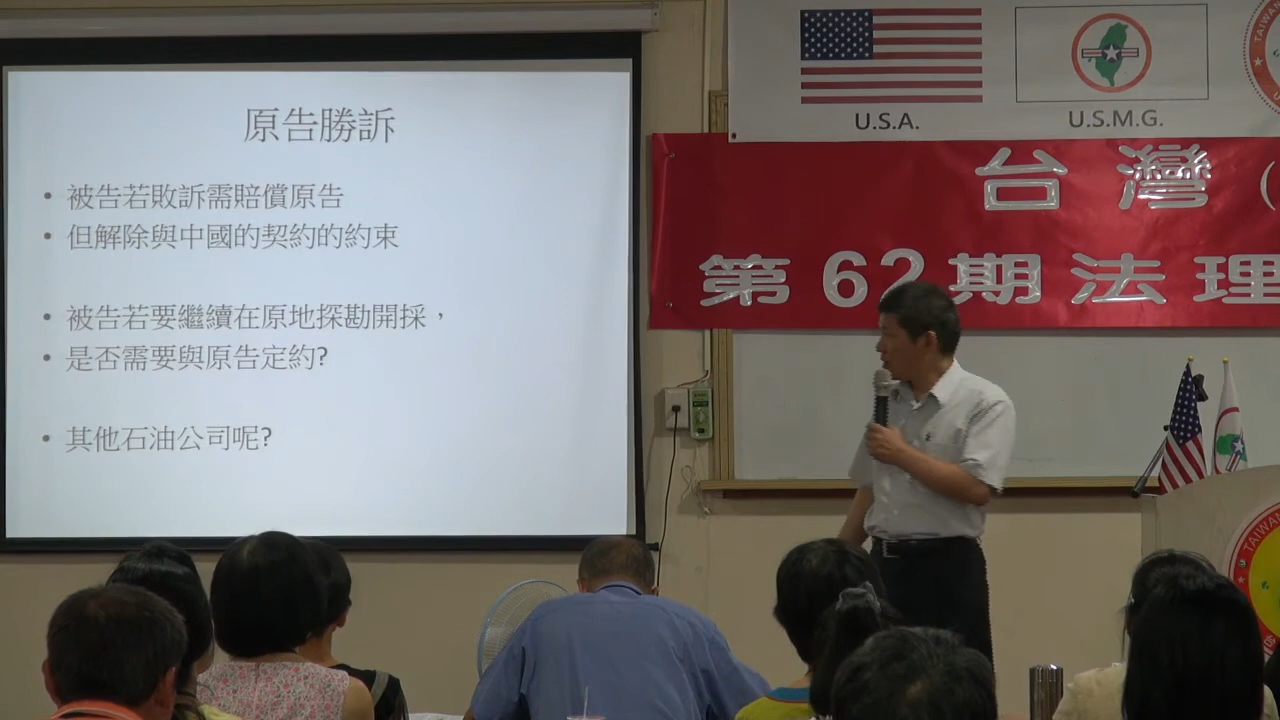 原告勝訴
• 被告若敗訴需賠償原告
• 但解除與中國的契約的約束
• 被告若要繼續在原地探勘開採，
• 是否需要與原告定約?
• 其他石油公司呢?
U.S.A.
U.S.M.G.
TAIWAN
台灣（
第62期法理
TAIWAN